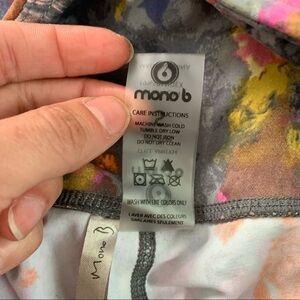 mono b
CARE INSTRUCTIONS
MACHINE WASH COLD
TUMBLE DRY LOW
DO NOT IRON
DO NOT DRY CLEAN
WASH WITH LIKE COLORS ONLY
LAVER AVEC DES COULEURS
SIMILAIRES SEULEMENT
Mono B